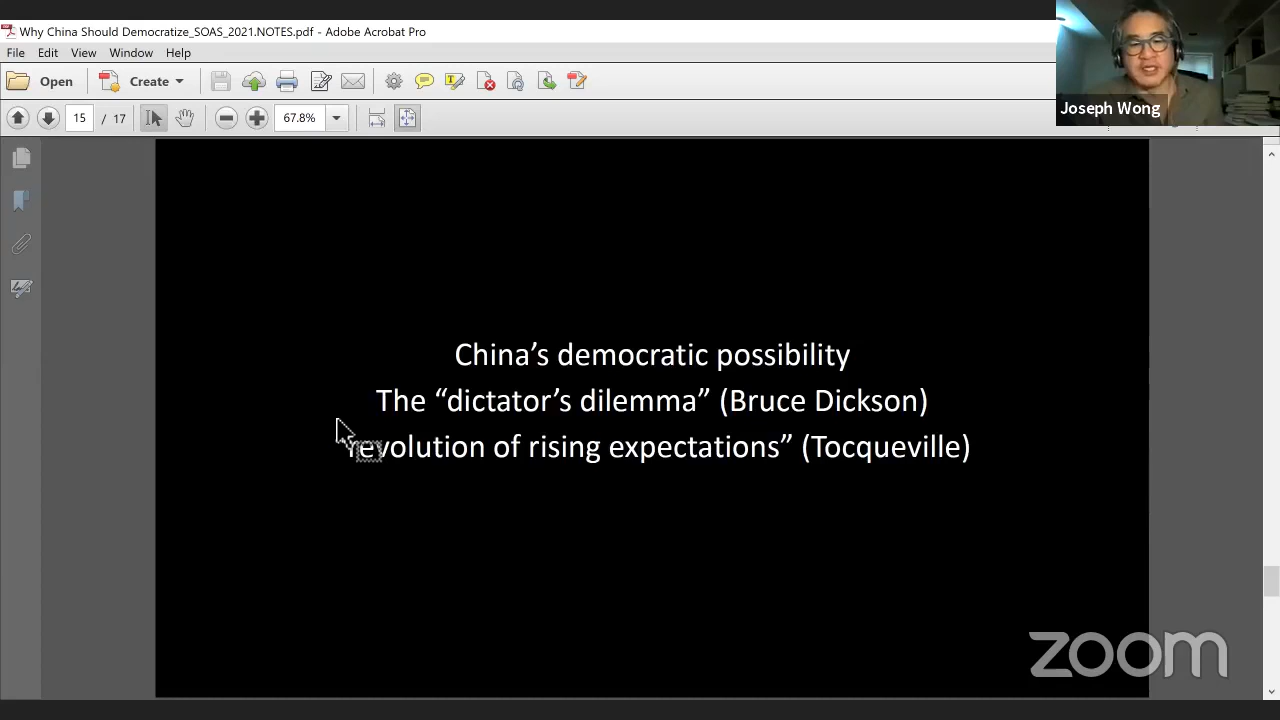 Why China Should Democratize_SOAS_2021.NOTES.pdf - Adobe Acrobat Pro
File Edit View Window Help
Open Create
15 / 17 67.8%
Joseph Wong
China’s democratic possibility
The “dictator’s dilemma” (Bruce Dickson)
revolution of rising expectations” (Tocqueville)
zoom